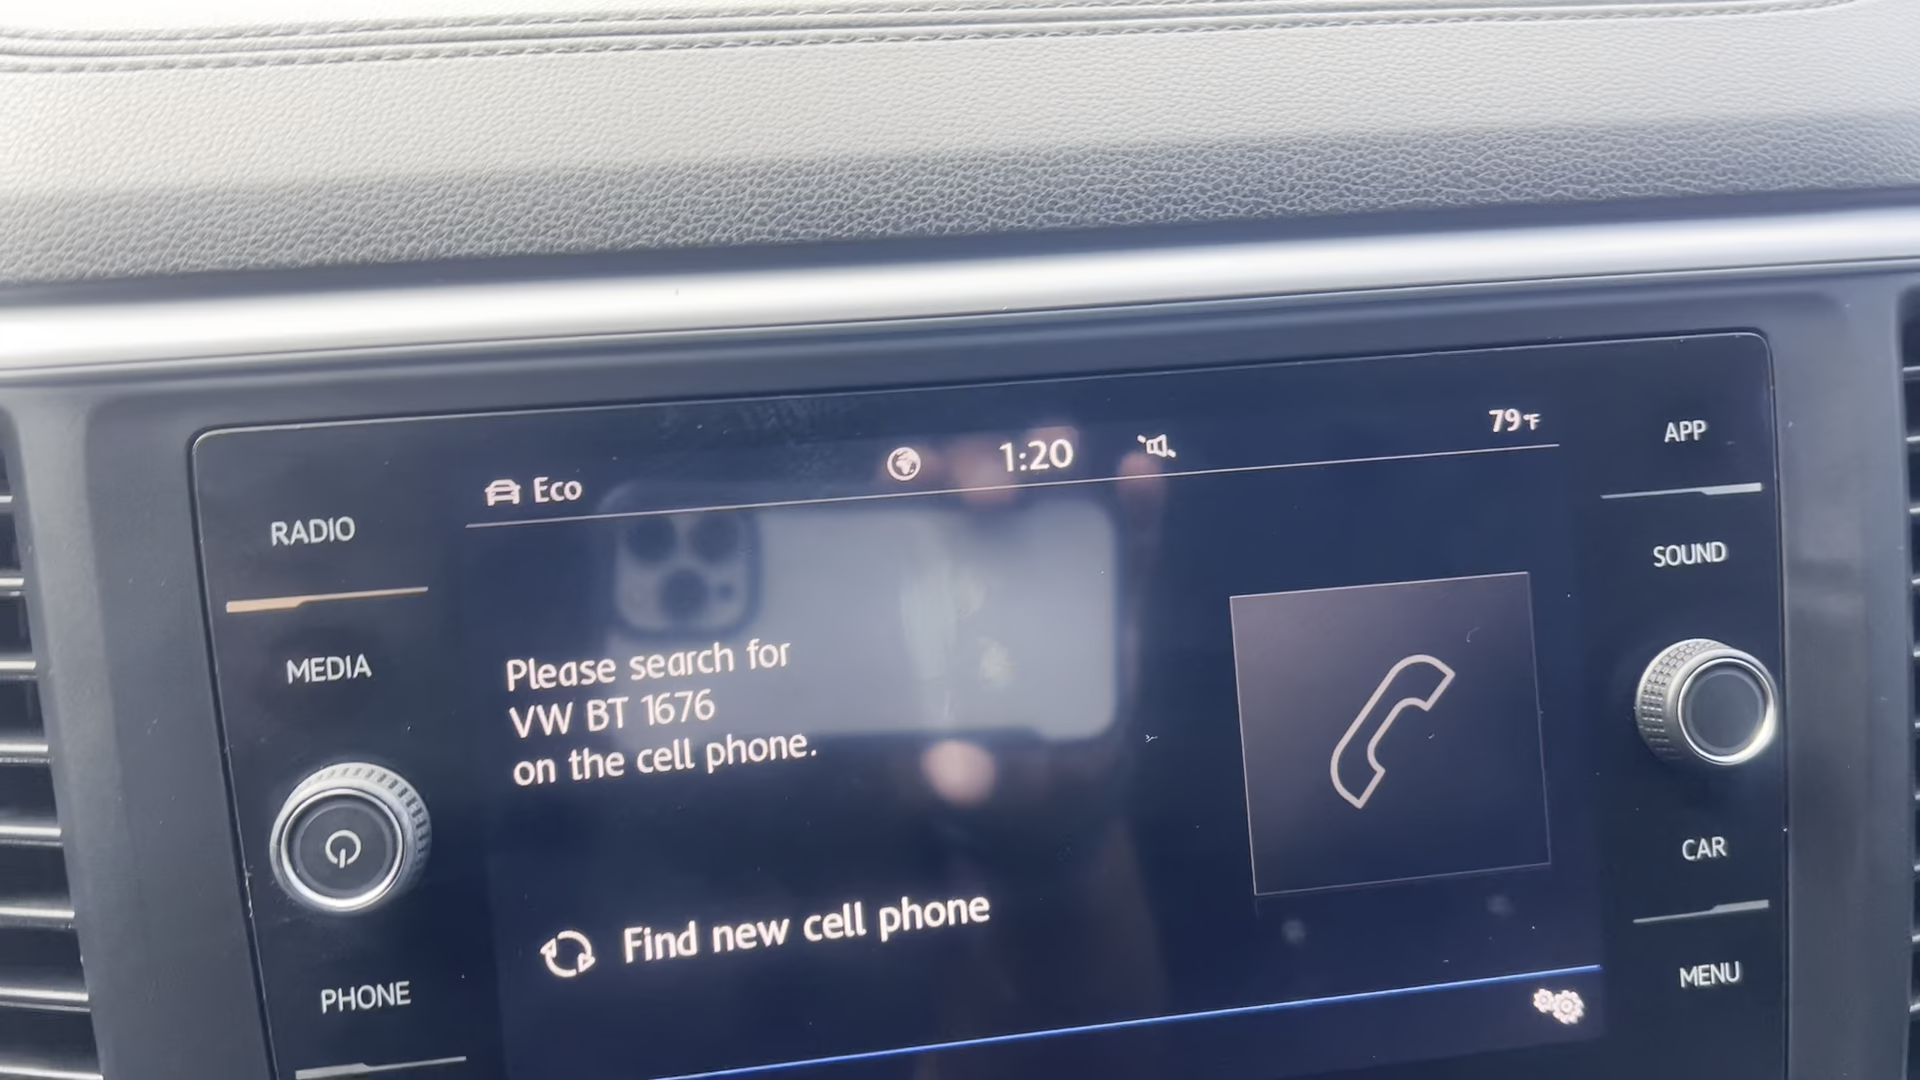 Eco
1:20
79°F
APP
RADIO
SOUND
MEDIA
Please search for
VW BT 1676
on the cell phone.
CAR
Find new cell phone
PHONE
MENU